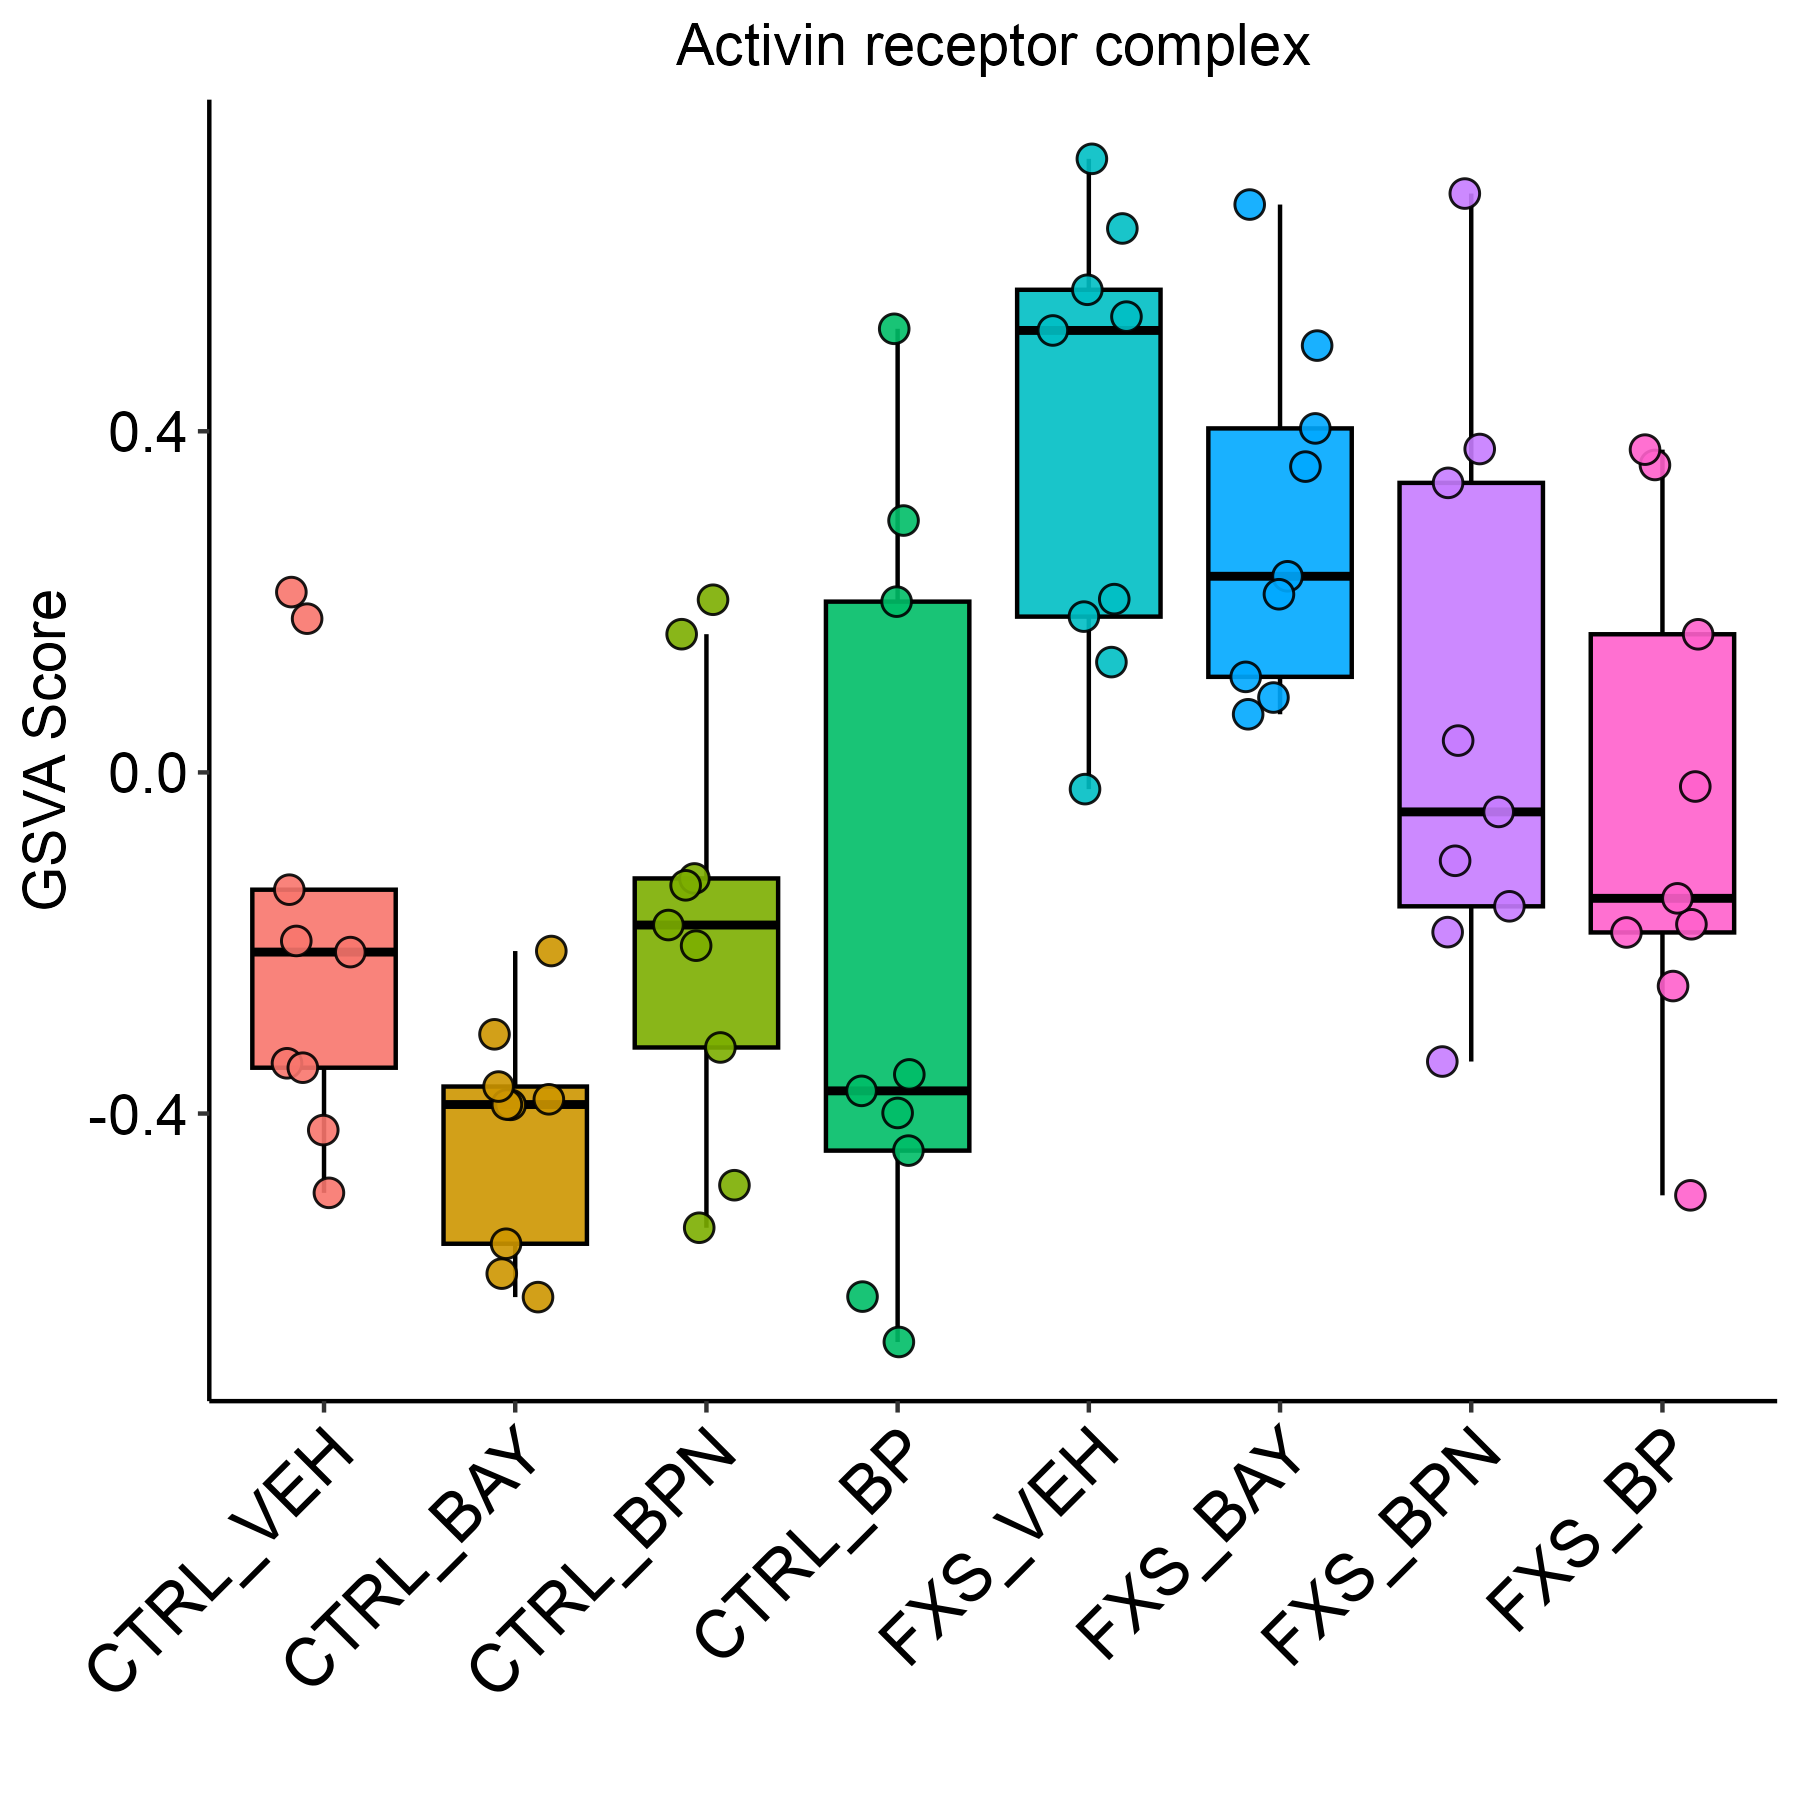 Activin receptor complex
GSVA Score
0.4
0.0
-0.4
CTRL_VEH
CTRL_BAY
CTRL_BPN
CTRL_BP
FXS_VEH
FXS_BAY
FXS_BPN
FXS_BP